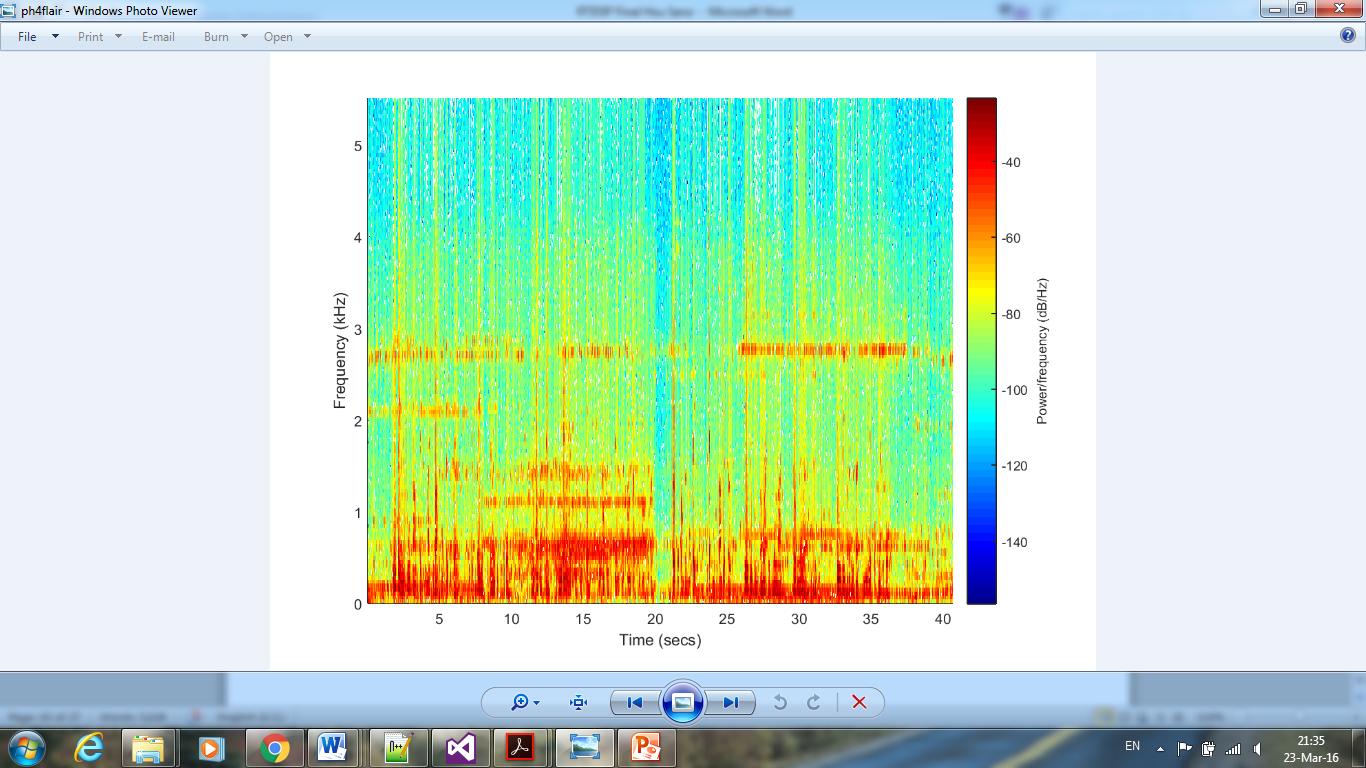 ph4flair - Windows Photo Viewer
File Print E-mail Burn Open
5
4
3
2
1
0
Frequency (kHz)
5 10 15 20 25 30 35 40
Time (secs)
-40
-60
-80
-100
-120
-140
Power/frequency (dB/Hz)
EN
21:35
23-Mar-16